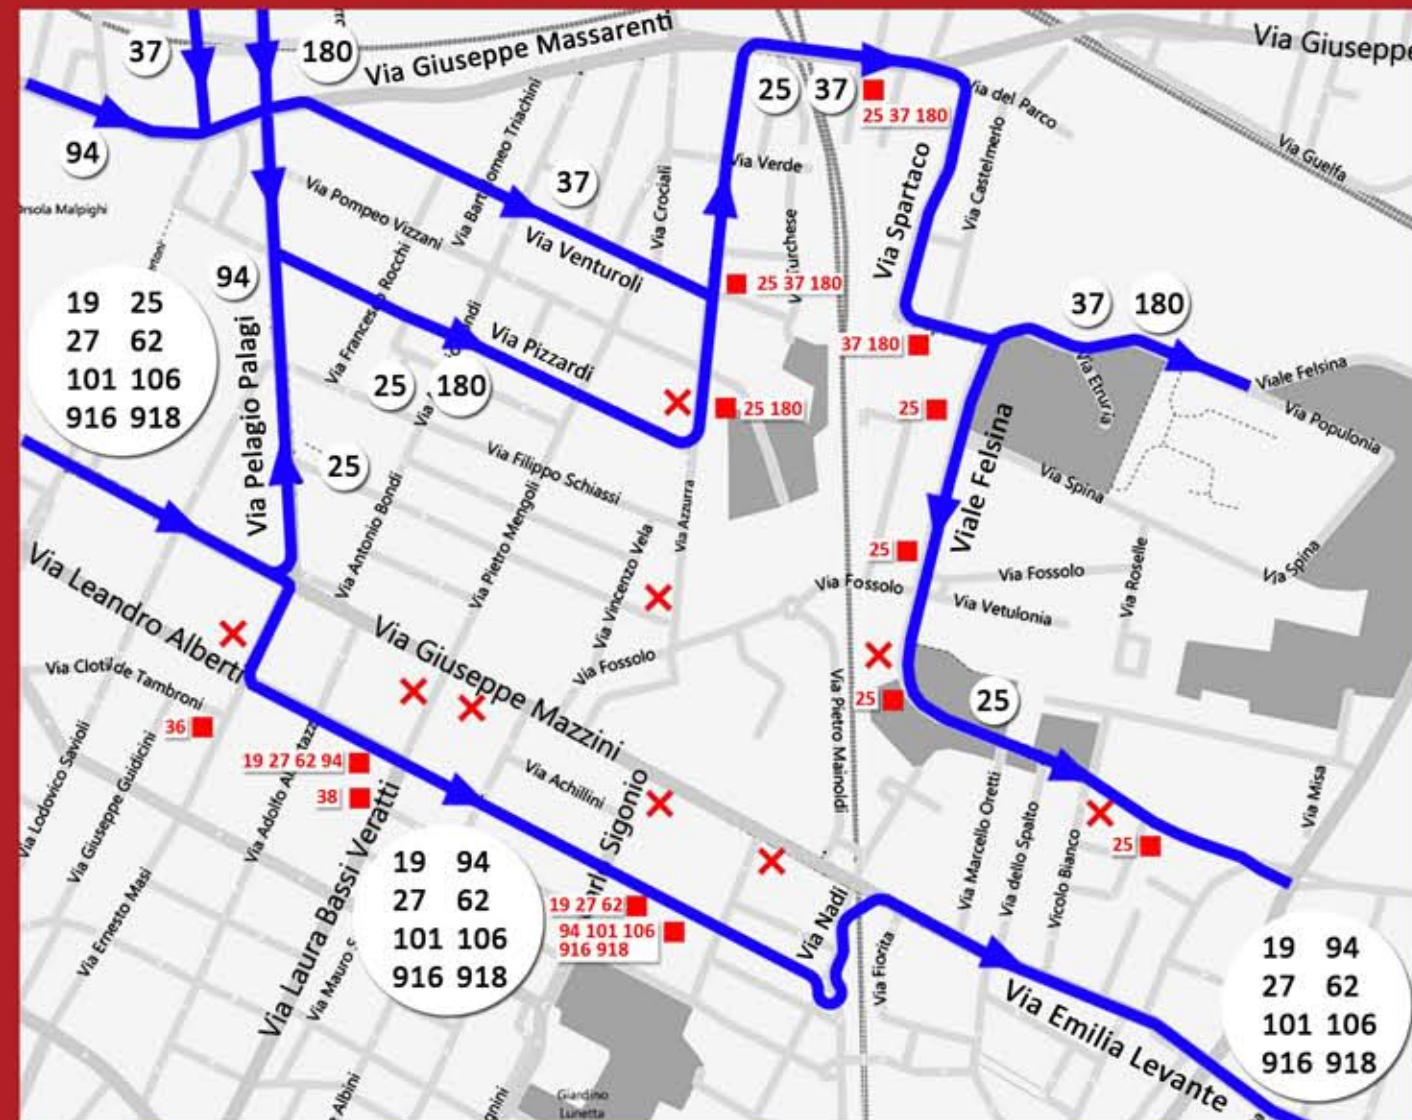 37
180
Via Giuseppe Massarenti
Via Giuseppe
94
25 37
25 37 180
Via del Parco
Via Guelfa
Via Castelmerlo
Via Spartaco
Via Verde
Via Crociali
37
Orsola Malpighi
Via Pompeo Vizzani
Via Venturoli
Via Francesco Rocchi
94
25 37 180
37 180
19 25
27 62
101 106
916 918
Via Pelagio Palagi
Via Pizzardi
37 180
Viale Felsina
Via Etruria
Via Populonia
25 180
25 180
25
25
Via Filippo Schiassi
Via Antonio Bondi
Via Pietro Mengoli
Via Azzurra
Viale Felsina
Via Spina
Via Spina
Via Roselle
25
Via Vincenzo Vela
Via Fossolo
Via Fossolo
Via Vetulonia
Via Leandro Alberti
Via Giuseppe Mazzini
Via Fossolo
Via Clotilde Tambroni
25
25
Via Pietro Mainoldi
36
19 27 62 94
38
Via Achillini
Via Lodovico Savioli
Via Giuseppe Guidicini
Via Ernesto Masi
Via Laura Bassi Veratti
Sigonio
Via Misa
25
Via Marcello Oretti
Via dello Spalto
Vicolo Bianco
19 94
27 62
101 106
916 918
19 27 62
94 101 106
916 918
Via Nadi
Via Fiorita
Via Emilia Levante
19 94
27 62
101 106
916 918
Giardino
Lunetta